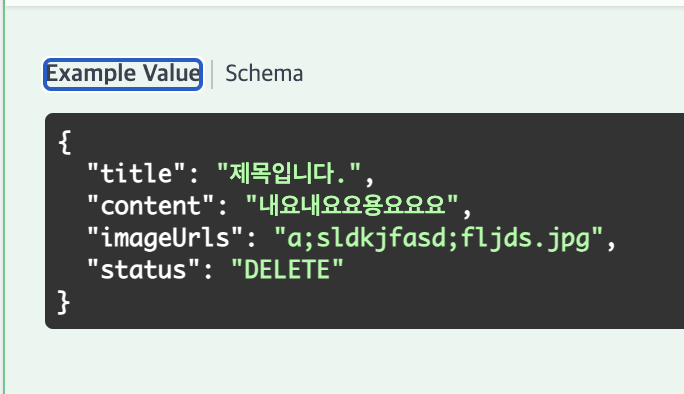 Example Value | Schema
{
"title": "제목입니다.",
"content": "내요내요요용요요요",
"imageUrls": "a;sldkjfasd;fljds.jpg",
"status": "DELETE"
}